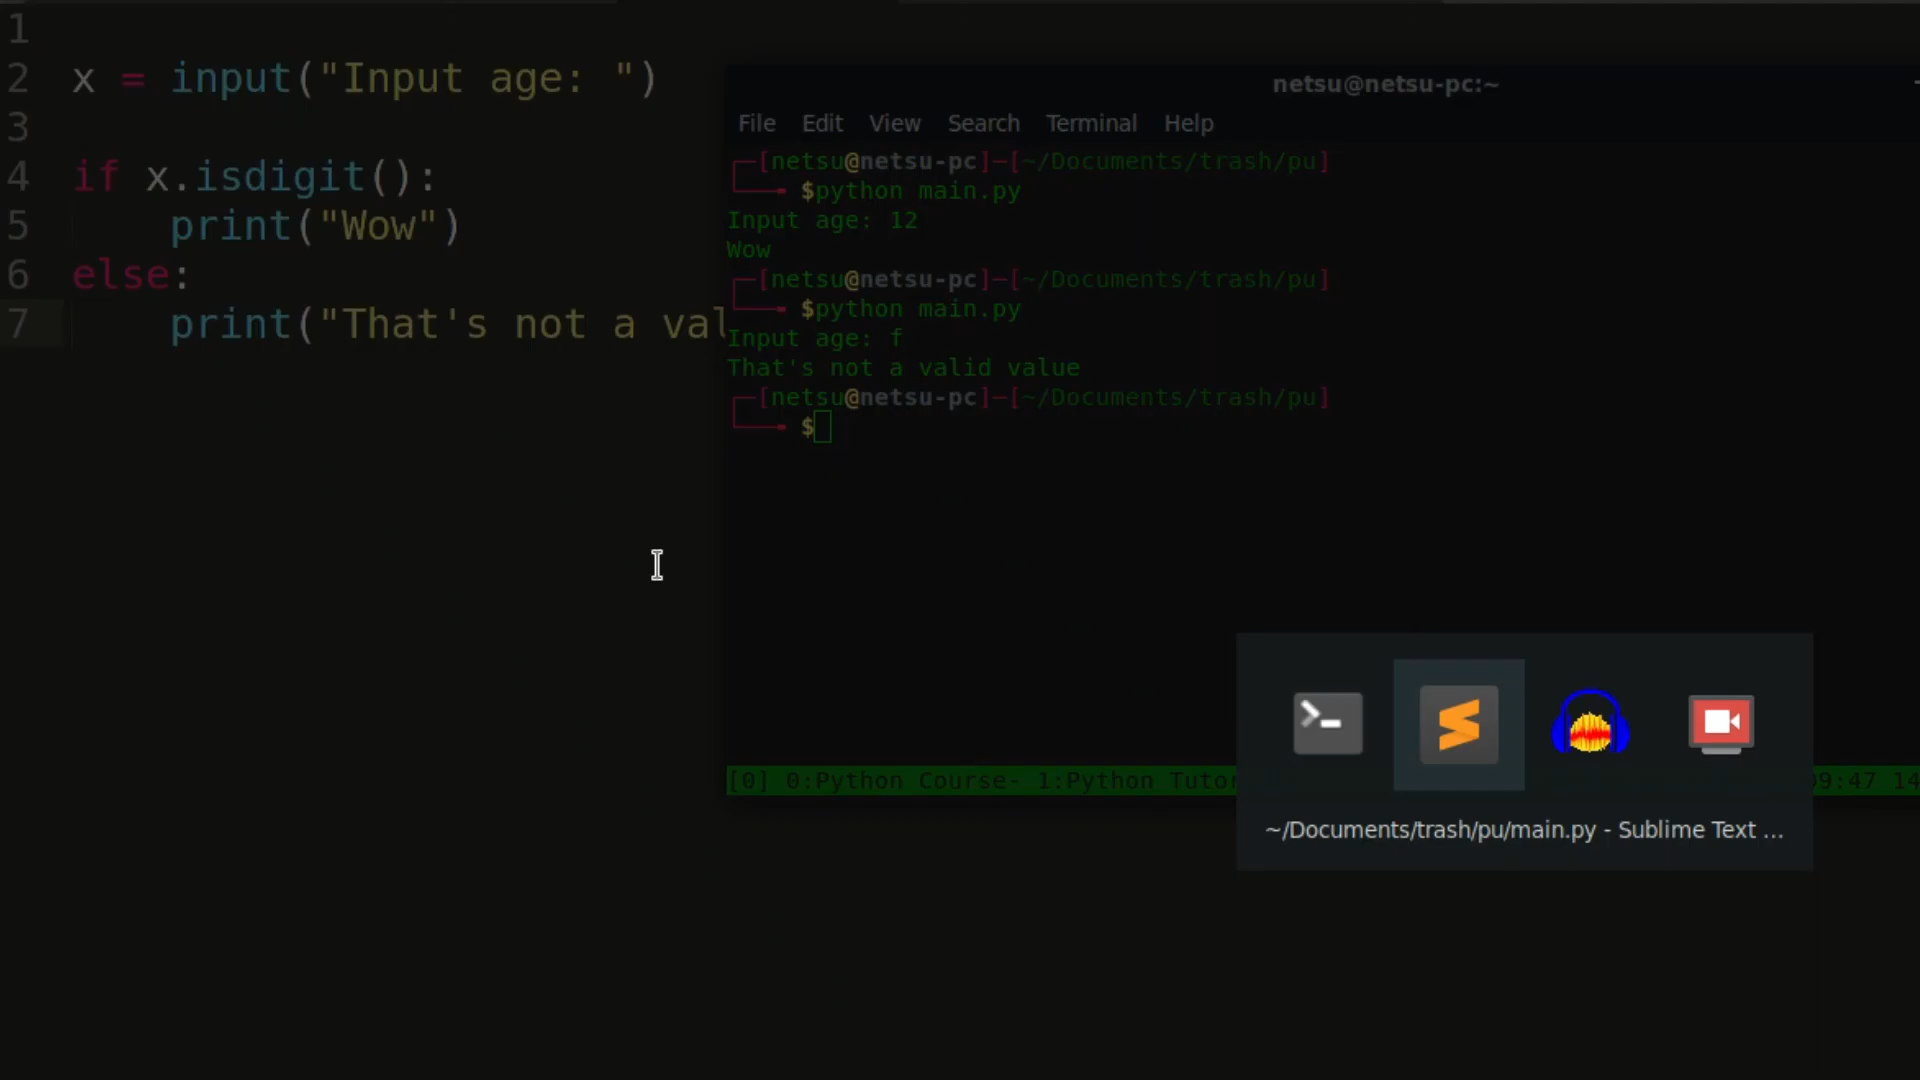 1
2 x = input("Input age: ")
3
4 if x.isdigit():
5     print("Wow")
6 else:
7     print("That's not a val
netsu@netsu-pc:~
File Edit View Search Terminal Help
┌─[netsu@netsu-pc]─[~/Documents/trash/pu]
└──╼ $python main.py
Input age: 12
Wow
┌─[netsu@netsu-pc]─[~/Documents/trash/pu]
└──╼ $python main.py
Input age: f
That's not a valid value
┌─[netsu@netsu-pc]─[~/Documents/trash/pu]
└──╼ $
[0] 0:Python Course- 1:Python Tutor 9:47 14
~/Documents/trash/pu/main.py - Sublime Text ...